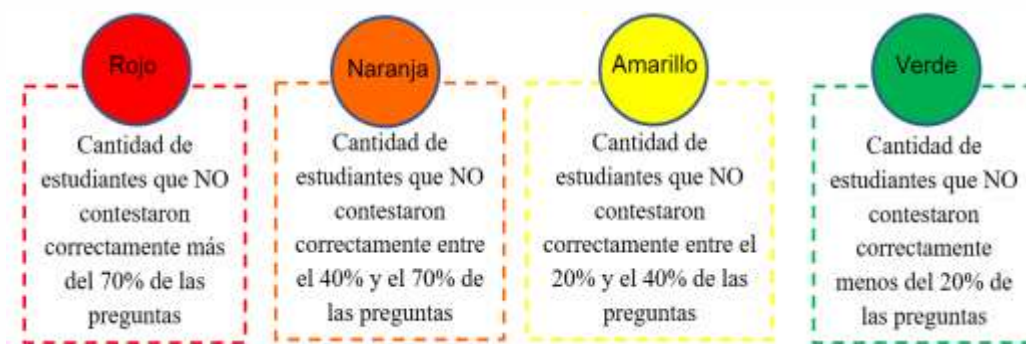 Rojo
Cantidad de
estudiantes que NO
contestaron
correctamente más
del 70% de las
preguntas
Naranja
Cantidad de
estudiantes que NO
contestaron
correctamente entre
el 40% y el 70% de
las preguntas
Amarillo
Cantidad de
estudiantes que NO
contestaron
correctamente entre el
20% y el 40% de las
preguntas
Verde
Cantidad de
estudiantes que NO
contestaron
correctamente
menos del 20% de
las preguntas